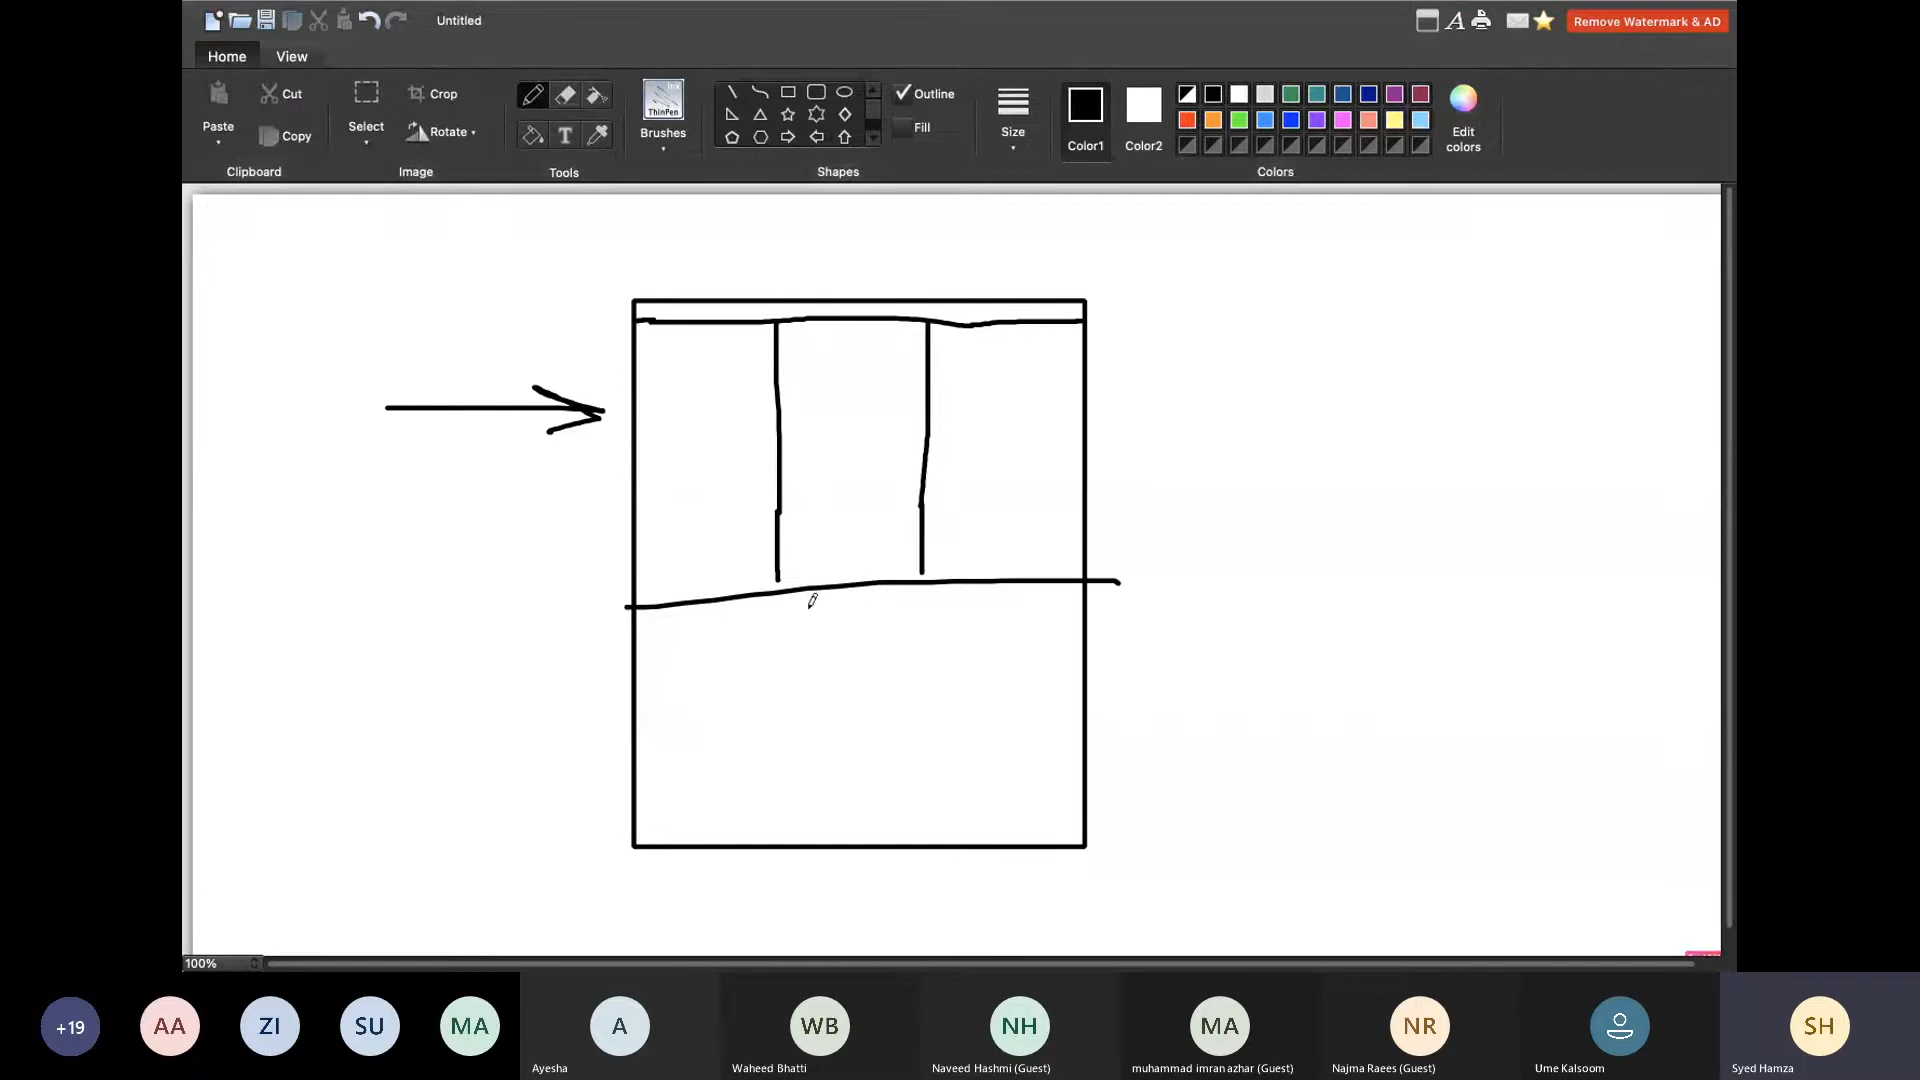 Untitled
A
Remove Watermark & AD
Home View
Cut
Crop
ThinPen
Outline
Paste
Copy
Select
Rotate
T
Brushes
Fill
Size
Color1
Color2
Edit
colors
Clipboard
Image
Tools
Shapes
Colors
100%
+19
AA
ZI
SU
MA
A
WB
NH
MA
NR
SH
Ayesha
Waheed Bhatti
Naveed Hashmi (Guest)
muhammad imran azhar (Guest)
Najma Raees (Guest)
Ume Kalsoom
Syed Hamza